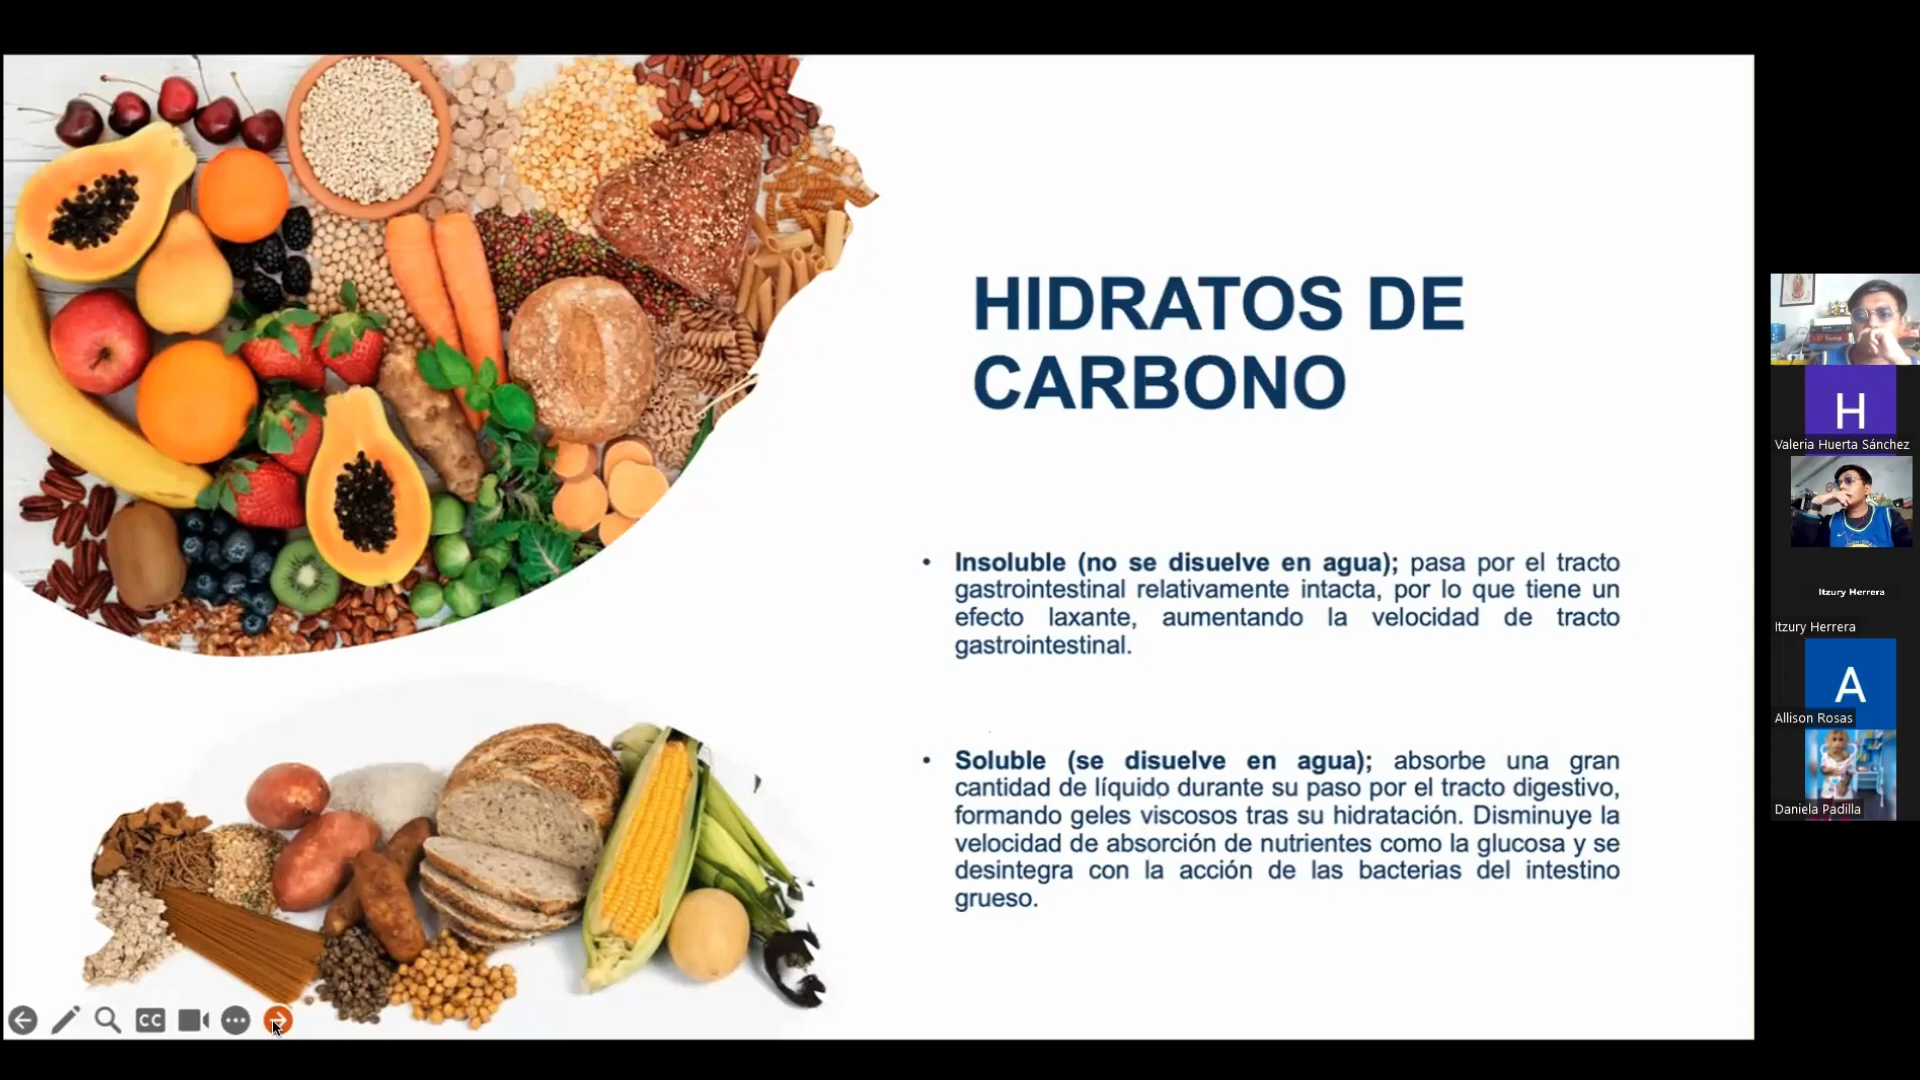 HIDRATOS DE
CARBONO
• Insoluble (no se disuelve en agua); pasa por el tracto
gastrointestinal relativamente intacta, por lo que tiene un
efecto laxante, aumentando la velocidad de tracto
gastrointestinal.
• Soluble (se disuelve en agua); absorbe una gran
cantidad de líquido durante su paso por el tracto digestivo,
formando geles viscosos tras su hidratación. Disminuye la
velocidad de absorción de nutrientes como la glucosa y se
desintegra con la acción de las bacterias del intestino
grueso.
CC
H
Valeria Huerta Sánchez
Itzury Herrera
Itzury Herrera
A
Allison Rosas
Daniela Padilla